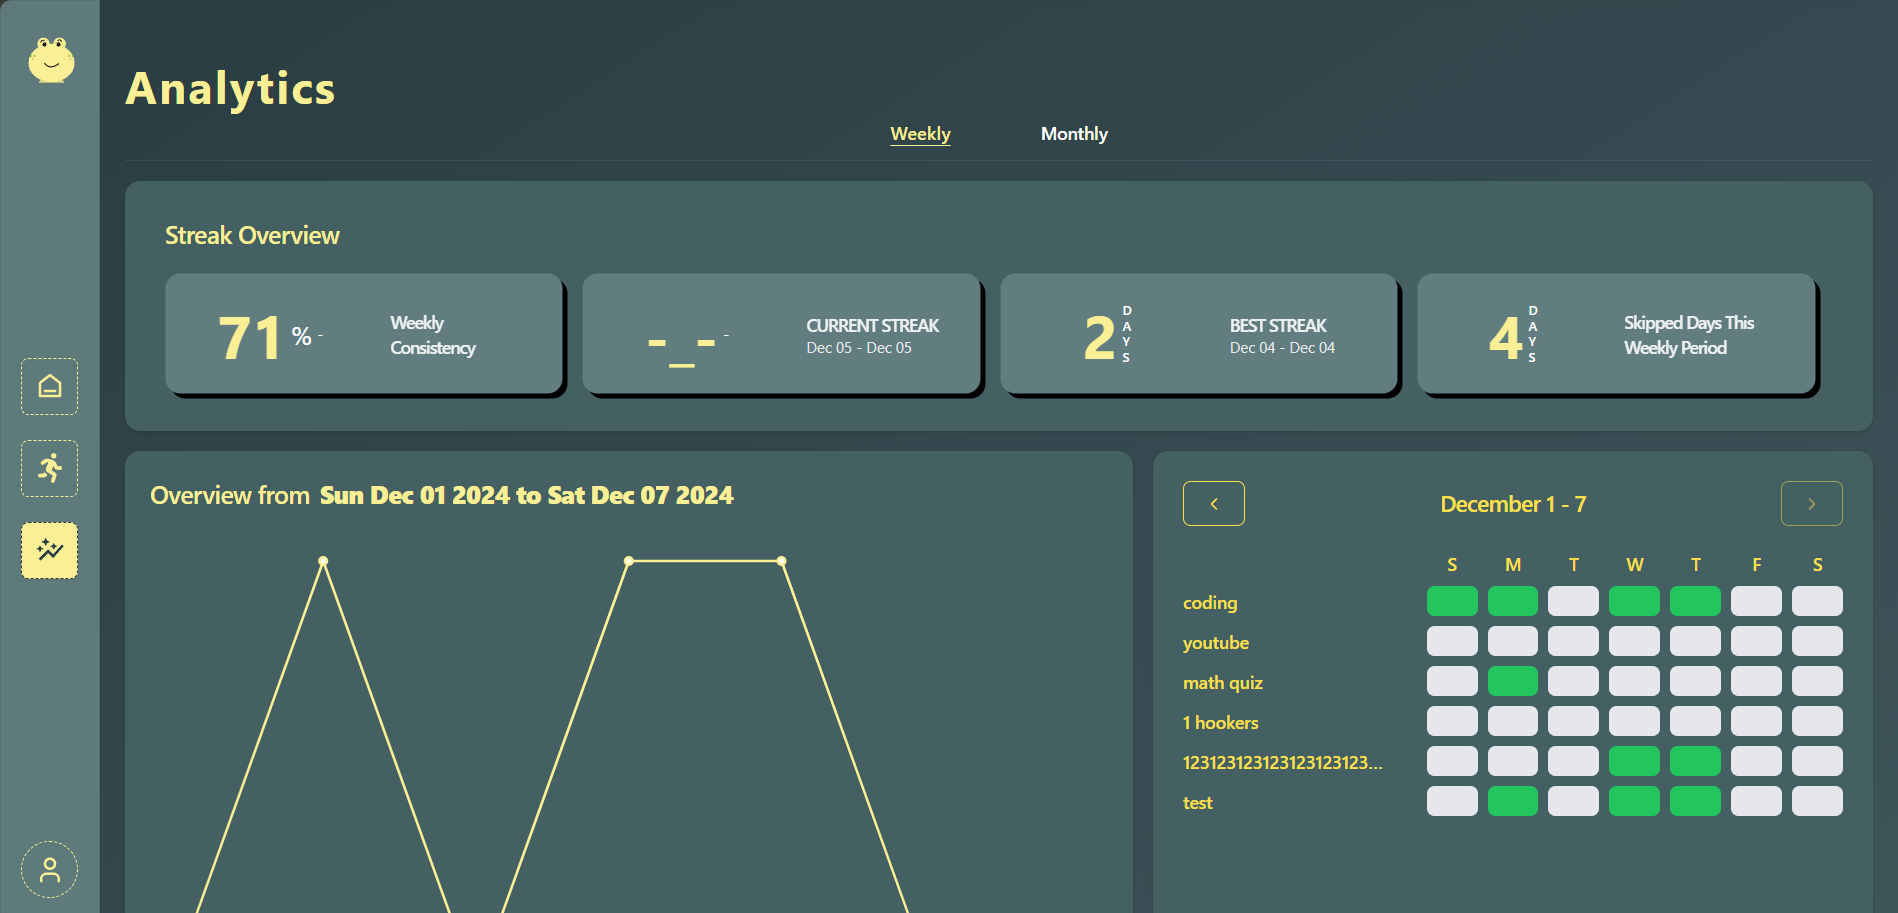 Analytics
Weekly Monthly
Streak Overview
71 % - Weekly
Consistency
-_- - CURRENT STREAK
Dec 05 - Dec 05
2 DAYS BEST STREAK
Dec 04 - Dec 04
4 DAYS Skipped Days This
Weekly Period
Overview from Sun Dec 01 2024 to Sat Dec 07 2024
December 1 - 7
S M T W T F S
coding
youtube
math quiz
1 hookers
123123123123123123123...
test